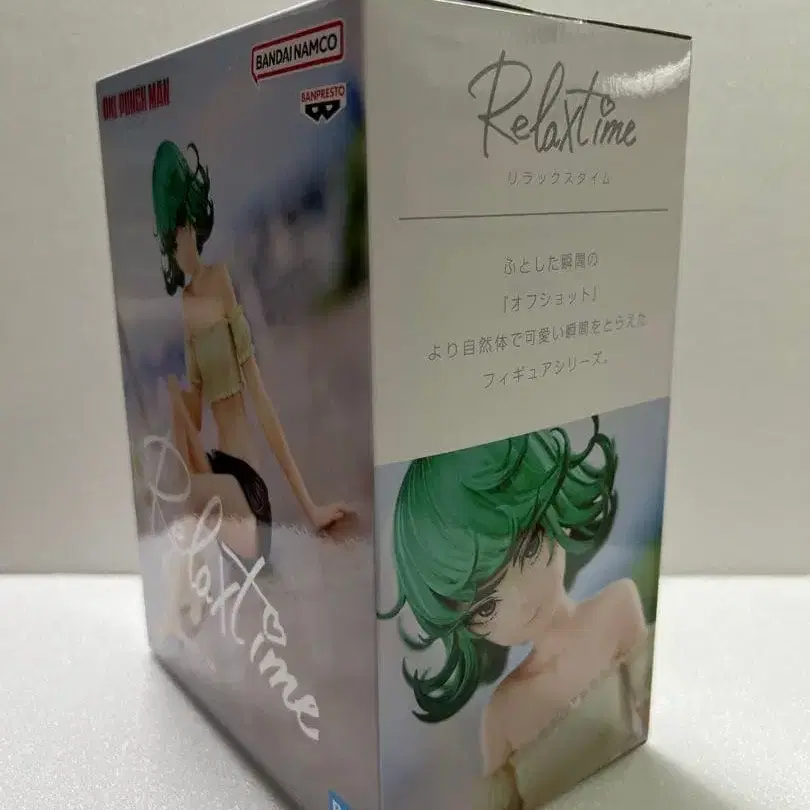 ONE PUNCH MAN
BANDAI NAMCO
BANPRESTO
Relaxtime
Relaxtime
リラックスタイム
ふとした瞬間の
『オフショット』
より自然体で可愛い瞬間をとらえた
フィギュアシリーズ。